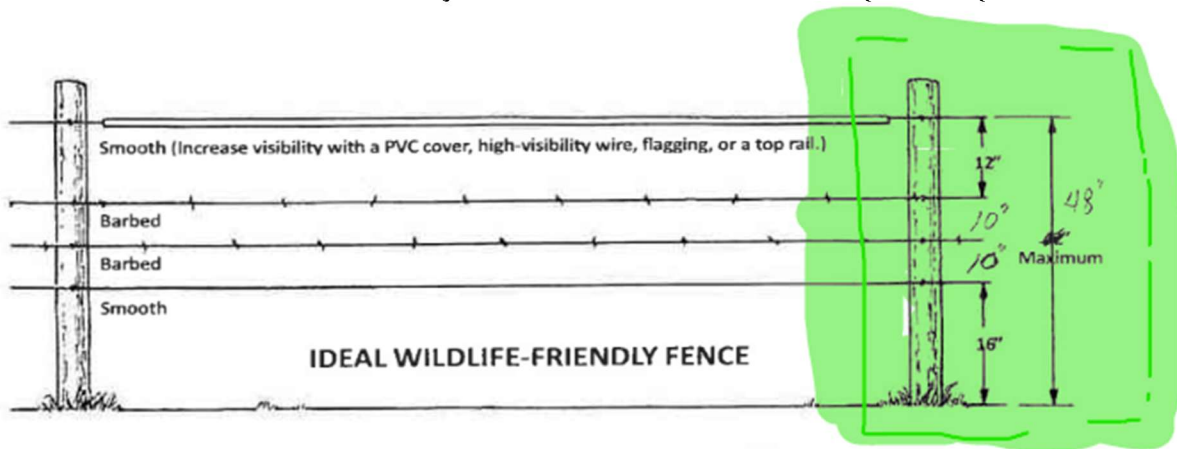 Smooth (Increase visibility with a PVC cover, high-visibility wire, flagging, or a top rail.)
12"
Barbed
10"
48"
Barbed
10"
Maximum
Smooth
16"
IDEAL WILDLIFE-FRIENDLY FENCE